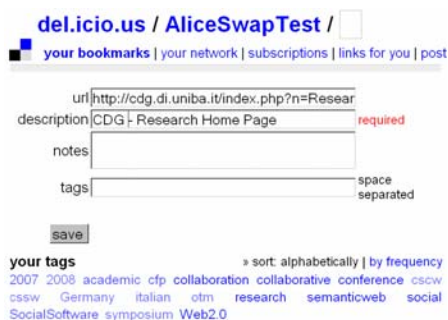 del.icio.us / AliceSwapTest /
your bookmarks | your network | subscriptions | links for you | post
url http://cdg.di.uniba.it/index.php?n=Resear
description CDG - Research Home Page required
notes
tags space separated
save
your tags » sort: alphabetically | by frequency
2007 2008 academic cfp collaboration collaborative conference cscw
cssw Germany italian otm research semanticweb social
SocialSoftware symposium Web2.0